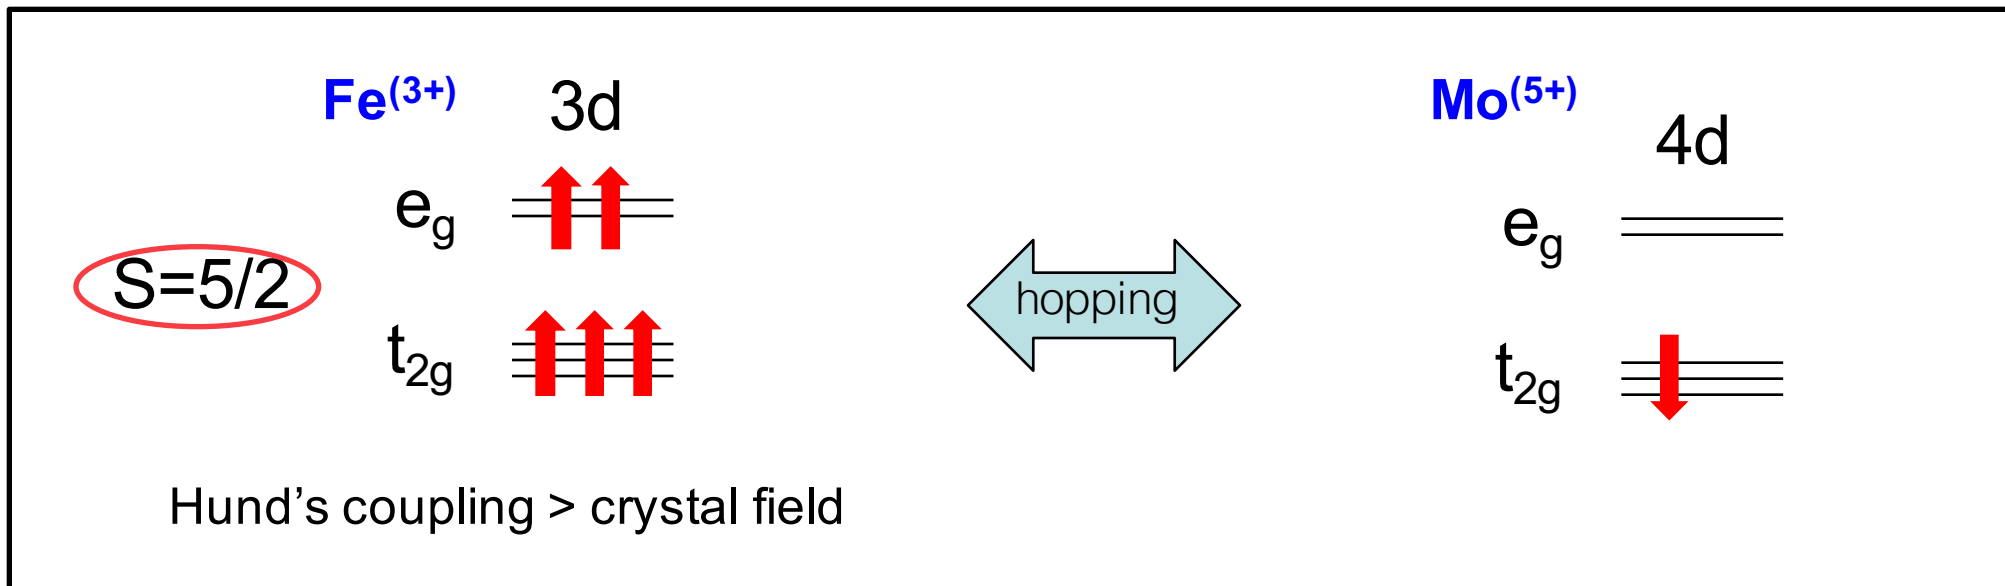 Fe(3+) 3d
eg
S=5/2
t2g
hopping
Mo(5+)
4d
eg
t2g
Hund’s coupling > crystal field